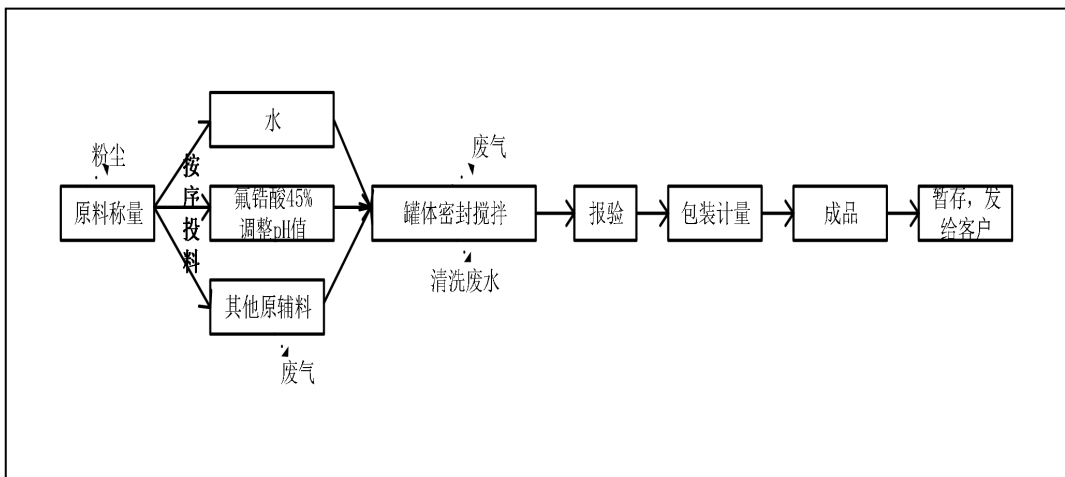 粉尘
原料称量
按序投料
水
氟锆酸45%
调整pH值
其他原辅料
废气
废气
罐体密封搅拌
清洗废水
报验
包装计量
成品
暂存，发
给客户